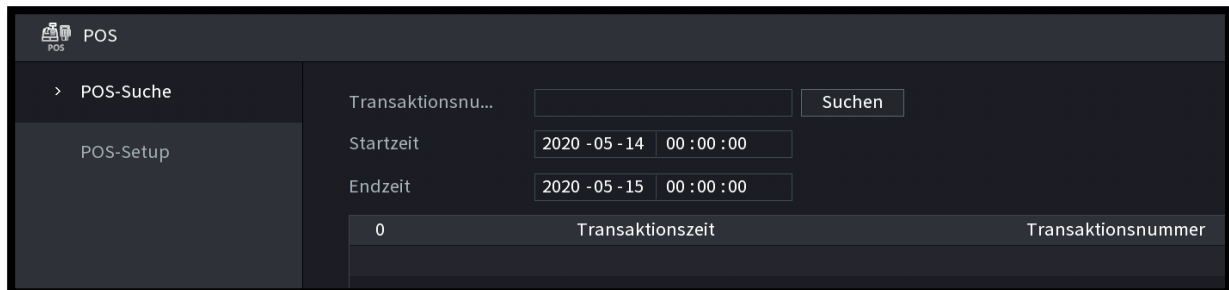 POS POS
> POS-Suche
POS-Setup
Transaktionsnu... Suchen
Startzeit 2020 -05 -14 00 :00 :00
Endzeit 2020 -05 -15 00 :00 :00
0 Transaktionszeit Transaktionsnummer